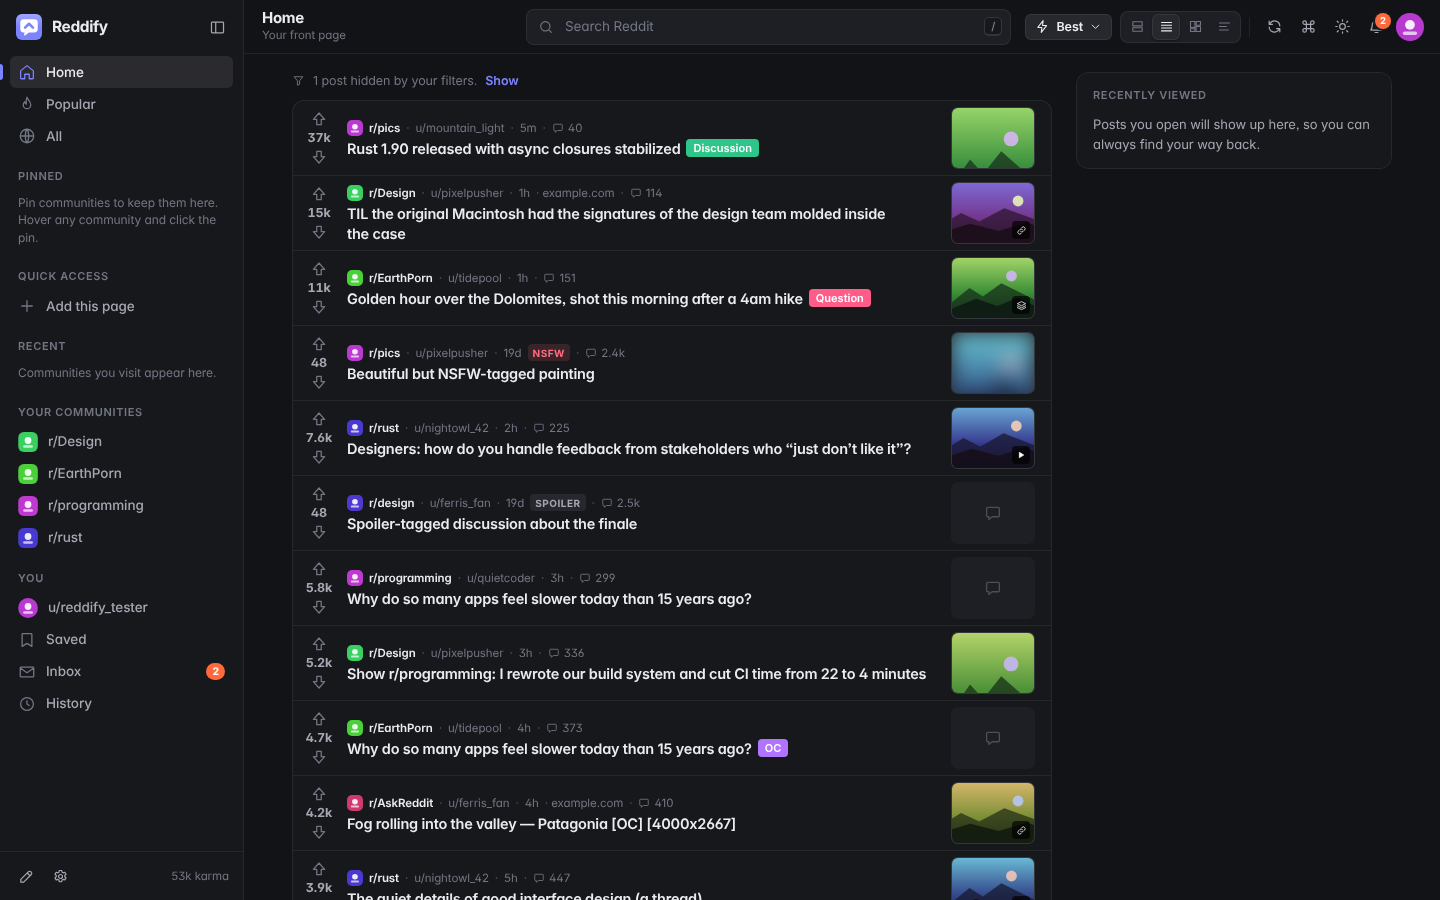 Reddify
Home
Popular
All
PINNED
Pin communities to keep them here.
Hover any community and click the
pin.
QUICK ACCESS
Add this page
RECENT
Communities you visit appear here.
YOUR COMMUNITIES
r/Design
r/EarthPorn
r/programming
r/rust
YOU
u/reddify_tester
Saved
Inbox 2
History
53k karma
Home
Your front page
Search Reddit /
Best
2
1 post hidden by your filters. Show
37k
r/pics · u/mountain_light · 5m · 40
Rust 1.90 released with async closures stabilized Discussion
15k
r/Design · u/pixelpusher · 1h · example.com · 114
TIL the original Macintosh had the signatures of the design team molded inside
the case
11k
r/EarthPorn · u/tidepool · 1h · 151
Golden hour over the Dolomites, shot this morning after a 4am hike Question
48
r/pics · u/pixelpusher · 19d NSFW · 2.4k
Beautiful but NSFW-tagged painting
7.6k
r/rust · u/nightowl_42 · 2h · 225
Designers: how do you handle feedback from stakeholders who “just don’t like it”?
48
r/design · u/ferris_fan · 19d SPOILER · 2.5k
Spoiler-tagged discussion about the finale
5.8k
r/programming · u/quietcoder · 3h · 299
Why do so many apps feel slower today than 15 years ago?
5.2k
r/Design · u/pixelpusher · 3h · 336
Show r/programming: I rewrote our build system and cut CI time from 22 to 4 minutes
4.7k
r/EarthPorn · u/tidepool · 4h · 373
Why do so many apps feel slower today than 15 years ago? OC
4.2k
r/AskReddit · u/ferris_fan · 4h · example.com · 410
Fog rolling into the valley — Patagonia [OC] [4000x2667]
3.9k
r/rust · u/nightowl_42 · 5h · 447
The quiet details of good interface design (a thread)
RECENTLY VIEWED
Posts you open will show up here, so you can
always find your way back.